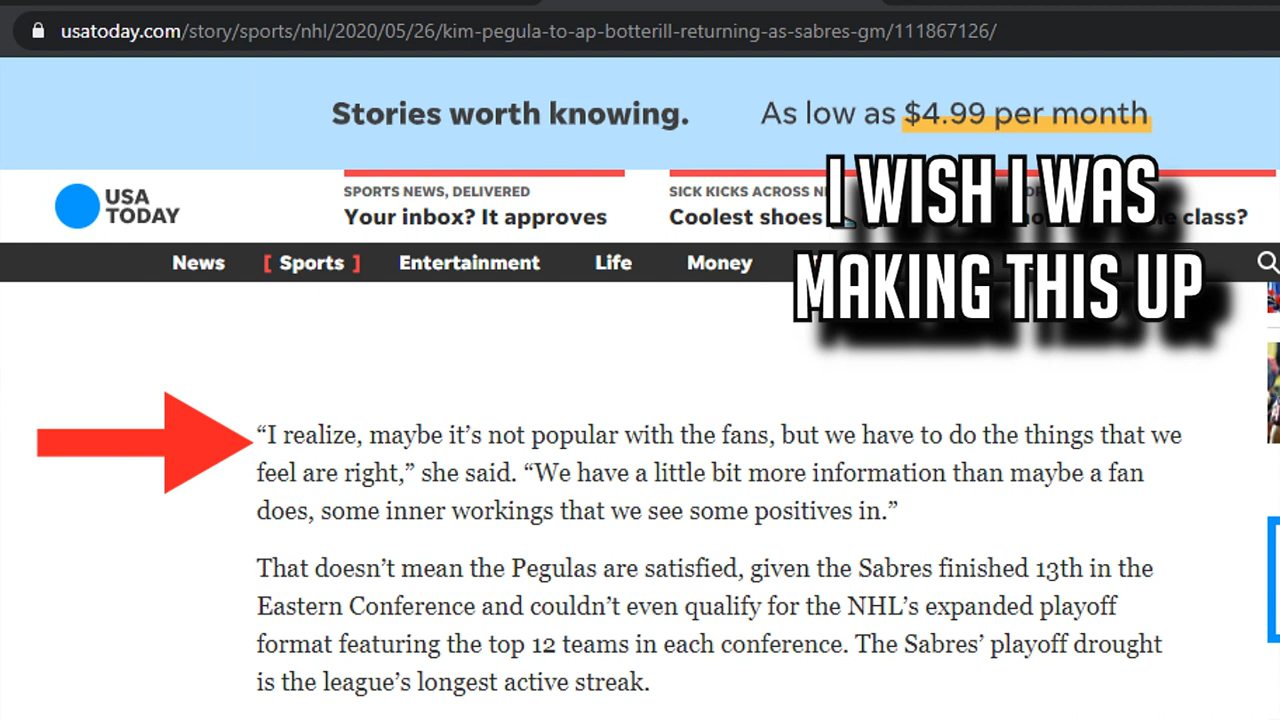 usatoday.com/story/sports/nhl/2020/05/26/kim-pegula-to-ap-botterill-returning-as-sabres-gm/111867126/
Stories worth knowing. As low as $4.99 per month
USA TODAY
SPORTS NEWS, DELIVERED
Your inbox? It approves
SICK KICKS ACROSS
Coolest shoes
class?
I WISH I WAS
MAKING THIS UP
News [ Sports ] Entertainment Life Money
“I realize, maybe it’s not popular with the fans, but we have to do the things that we
feel are right,” she said. “We have a little bit more information than maybe a fan
does, some inner workings that we see some positives in.”
That doesn’t mean the Pegulas are satisfied, given the Sabres finished 13th in the
Eastern Conference and couldn’t even qualify for the NHL’s expanded playoff
format featuring the top 12 teams in each conference. The Sabres’ playoff drought
is the league’s longest active streak.